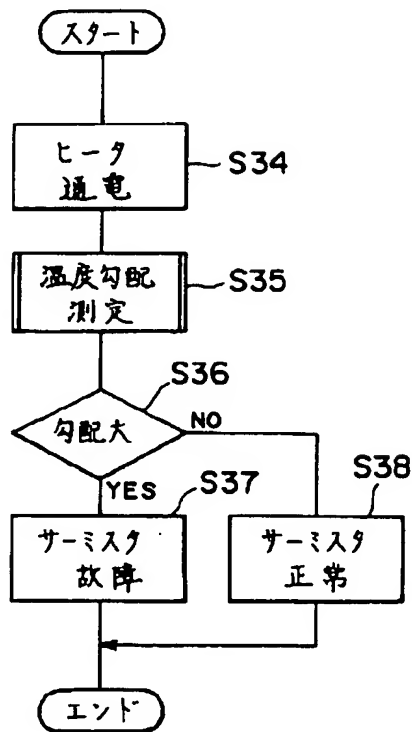 スタート
ヒータ
通電
S34
温度勾配
測定
S35
S36
勾配大
NO
YES
S37
S38
サーミスタ
故障
サーミスタ
正常
エンド